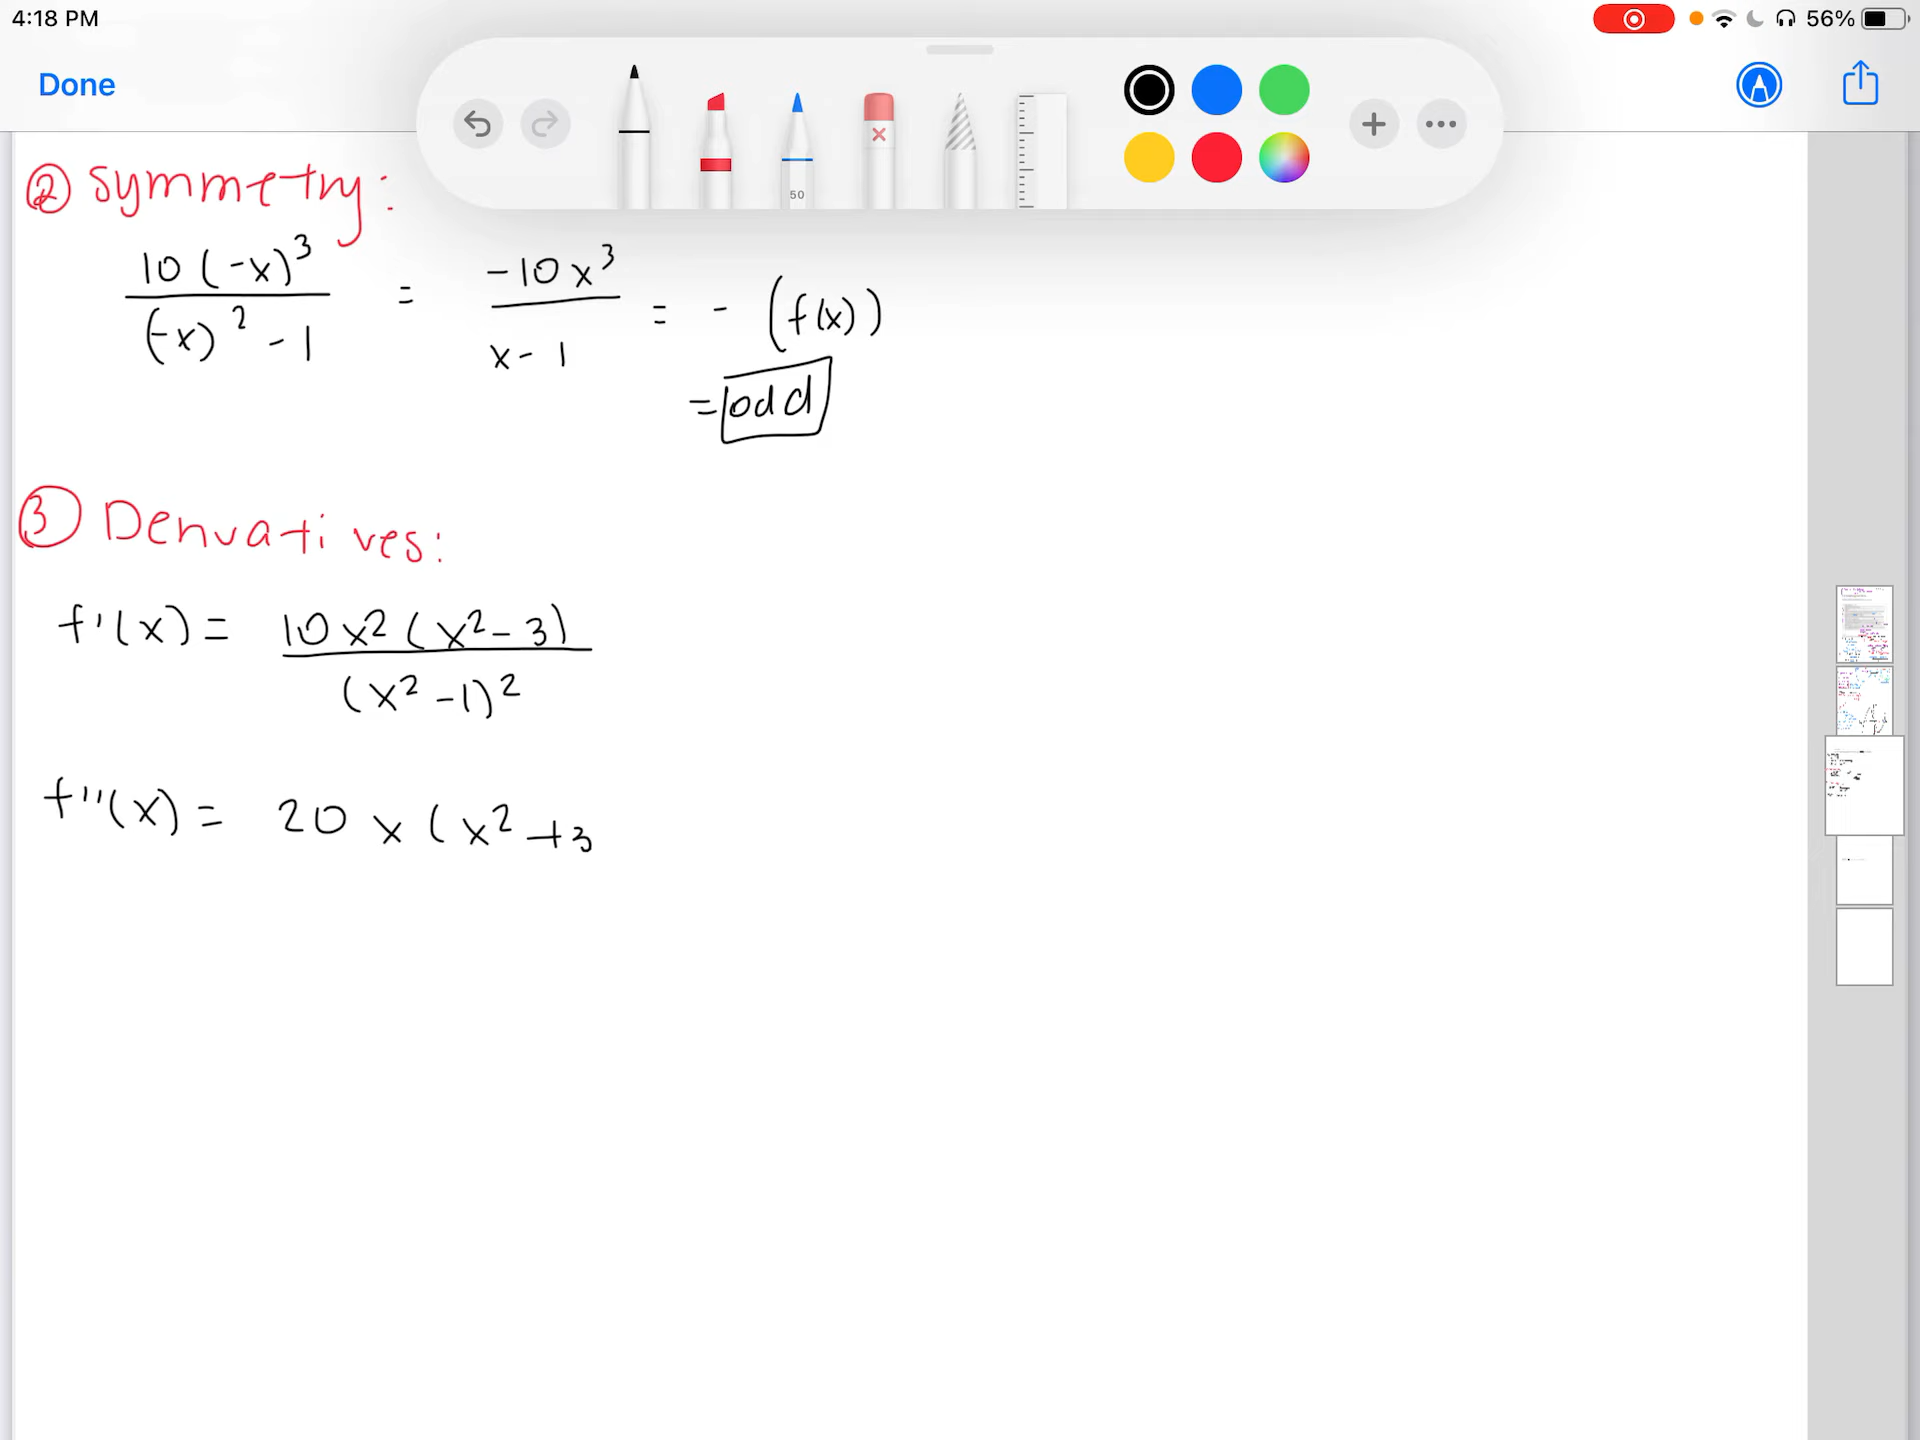 4:18 PM 56%
Done
50
② Symmetry:
10(-x)³ / (-x)² - 1 = -10x³ / x - 1 = - (f(x))
= odd
③ Derivatives:
f'(x) = 10x²(x²-3) / (x²-1)²
f''(x) = 20x(x²+3